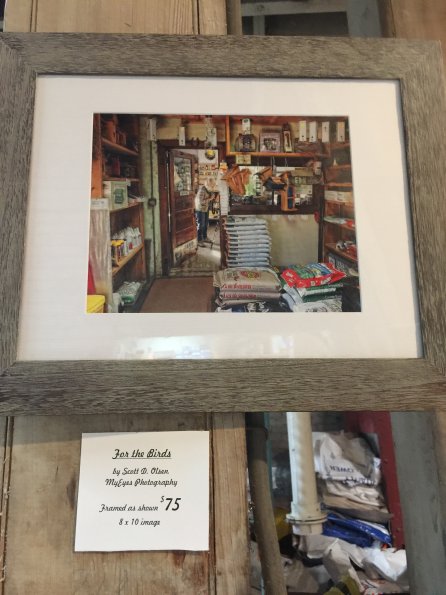 For the Birds
by Scott D. Olsen
MyEyes Photography
Framed as shown $75
8 x 10 image